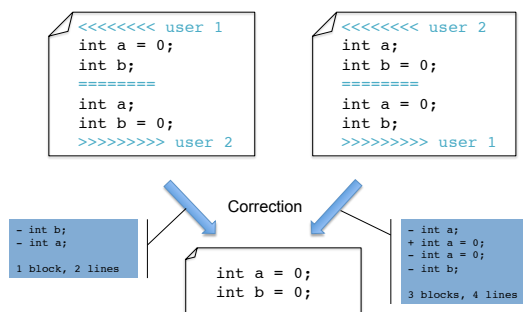 <<<<<<<< user 1
int a = 0;
int b;
========
int a;
int b = 0;
>>>>>>>>> user 2
<<<<<<<< user 2
int a;
int b = 0;
========
int a = 0;
int b;
>>>>>>>>> user 1
Correction
- int b;
- int a;
1 block, 2 lines
- int a;
+ int a = 0;
- int a = 0;
- int b;
3 blocks, 4 lines
int a = 0;
int b = 0;